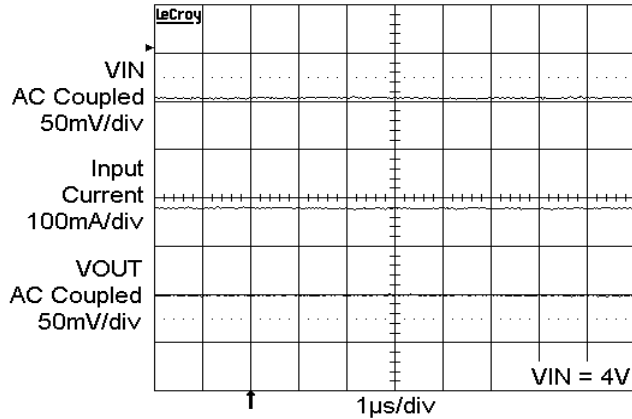 LeCroy
VIN
AC Coupled
50mV/div
Input
Current
100mA/div
VOUT
AC Coupled
50mV/div
VIN = 4V
1µs/div